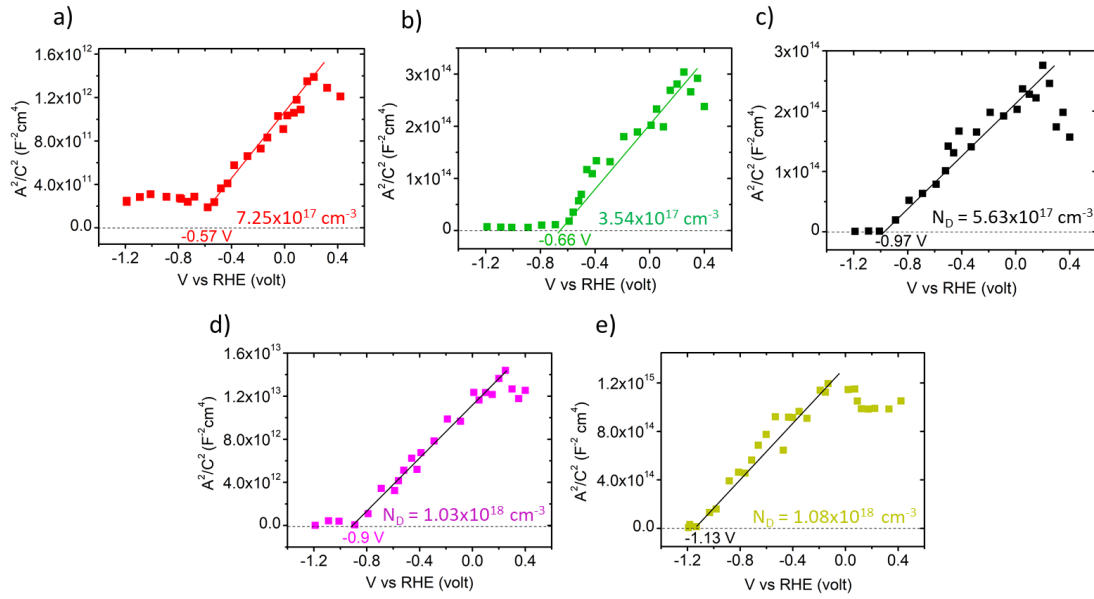 a)
A²/C² (F⁻²cm⁴)
1.6x10¹²
1.2x10¹²
8.0x10¹¹
4.0x10¹¹
0.0
7.25x10¹⁷ cm⁻³
-0.57 V
-1.2 -0.8 -0.4 0.0 0.4
V vs RHE (volt)
b)
A²/C² (F⁻²cm⁴)
3x10¹⁴
2x10¹⁴
1x10¹⁴
0
3.54x10¹⁷ cm⁻³
-0.66 V
-1.2 -0.8 -0.4 0.0 0.4
V vs RHE (volt)
c)
A²/C² (F⁻²cm⁴)
3x10¹⁴
2x10¹⁴
1x10¹⁴
0
N_D = 5.63x10¹⁷ cm⁻³
-0.97 V
-1.2 -0.8 -0.4 0.0 0.4
V vs RHE (volt)
d)
A²/C² (F⁻²cm⁴)
1.6x10¹³
1.2x10¹³
8.0x10¹²
4.0x10¹²
0.0
N_D = 1.03x10¹⁸ cm⁻³
-0.9 V
-1.2 -0.8 -0.4 0.0 0.4
V vs RHE (volt)
e)
A²/C² (F⁻² cm⁴)
1.2x10¹⁵
8.0x10¹⁴
4.0x10¹⁴
0.0
N_D = 1.08x10¹⁸ cm⁻³
-1.13 V
-1.2 -0.8 -0.4 0.0 0.4
V vs RHE (volt)